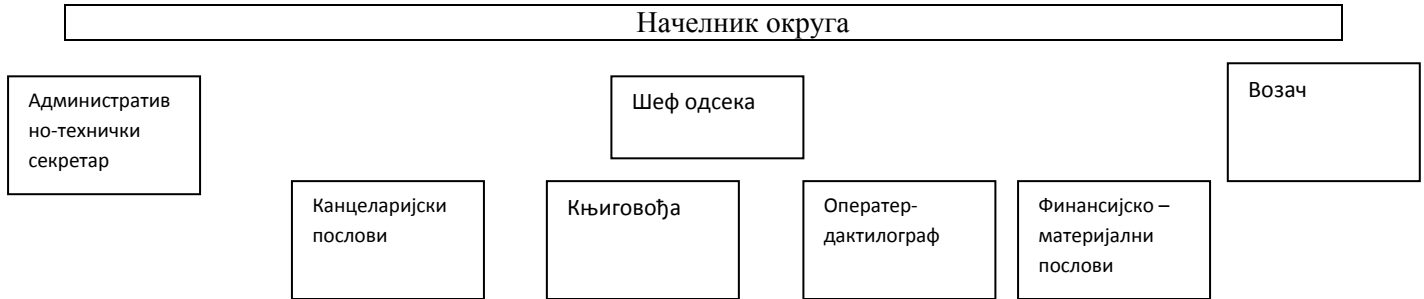 Начелник округа
Административ
но-технички
секретар
Шеф одсека
Возач
Канцеларијски
послови
Књиговођа
Оператер-
дактилограф
Финансијско –
материјални
послови